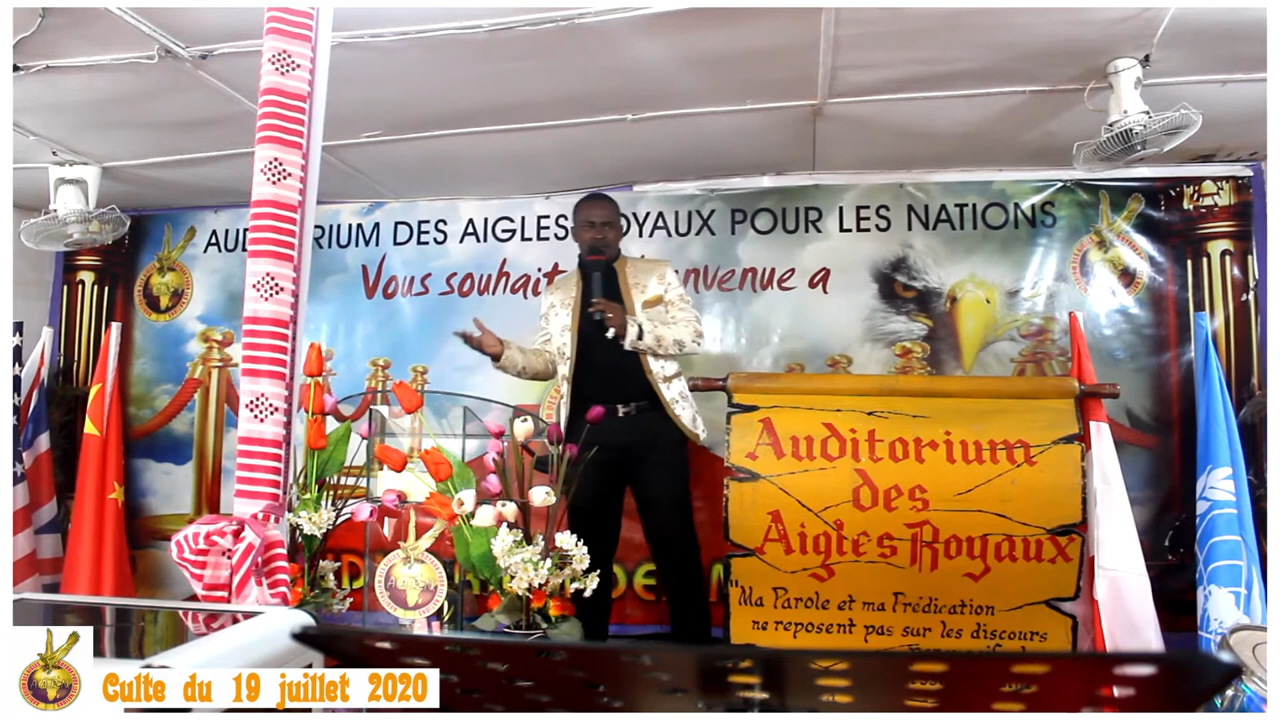 AUD RIUM DES AIGLES OYAUX POUR LES NATIONS
Vous souhait envenue a
Auditorium
des
Aigles Royaux
"Ma Parole et ma Prédication
ne reposent pas sur les discours
Culte du 19 juillet 2020